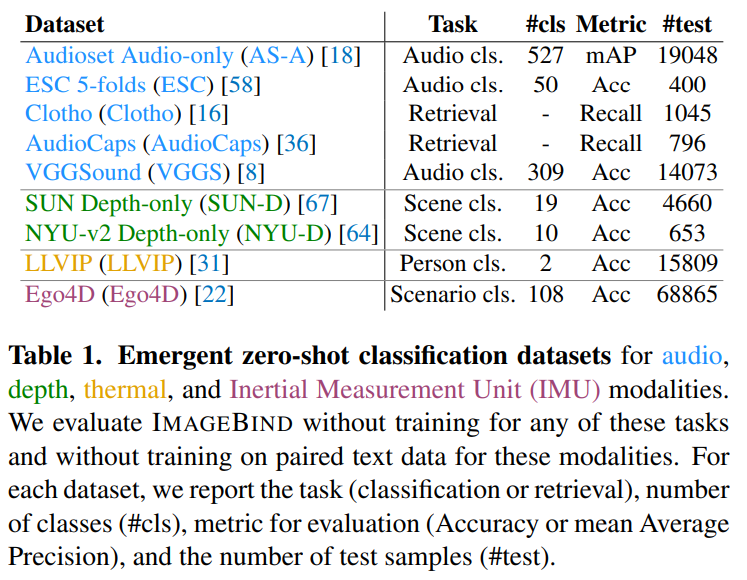 Dataset Task #cls Metric #test
Audioset Audio-only (AS-A) [18] Audio cls. 527 mAP 19048
ESC 5-folds (ESC) [58] Audio cls. 50 Acc 400
Clotho (Clotho) [16] Retrieval - Recall 1045
AudioCaps (AudioCaps) [36] Retrieval - Recall 796
VGGSound (VGGS) [8] Audio cls. 309 Acc 14073
SUN Depth-only (SUN-D) [67] Scene cls. 19 Acc 4660
NYU-v2 Depth-only (NYU-D) [64] Scene cls. 10 Acc 653
LLVIP (LLVIP) [31] Person cls. 2 Acc 15809
Ego4D (Ego4D) [22] Scenario cls. 108 Acc 68865
Table 1. Emergent zero-shot classification datasets for audio,
depth, thermal, and Inertial Measurement Unit (IMU) modalities.
We evaluate IMAGEBIND without training for any of these tasks
and without training on paired text data for these modalities. For
each dataset, we report the task (classification or retrieval), number
of classes (#cls), metric for evaluation (Accuracy or mean Average
Precision), and the number of test samples (#test).